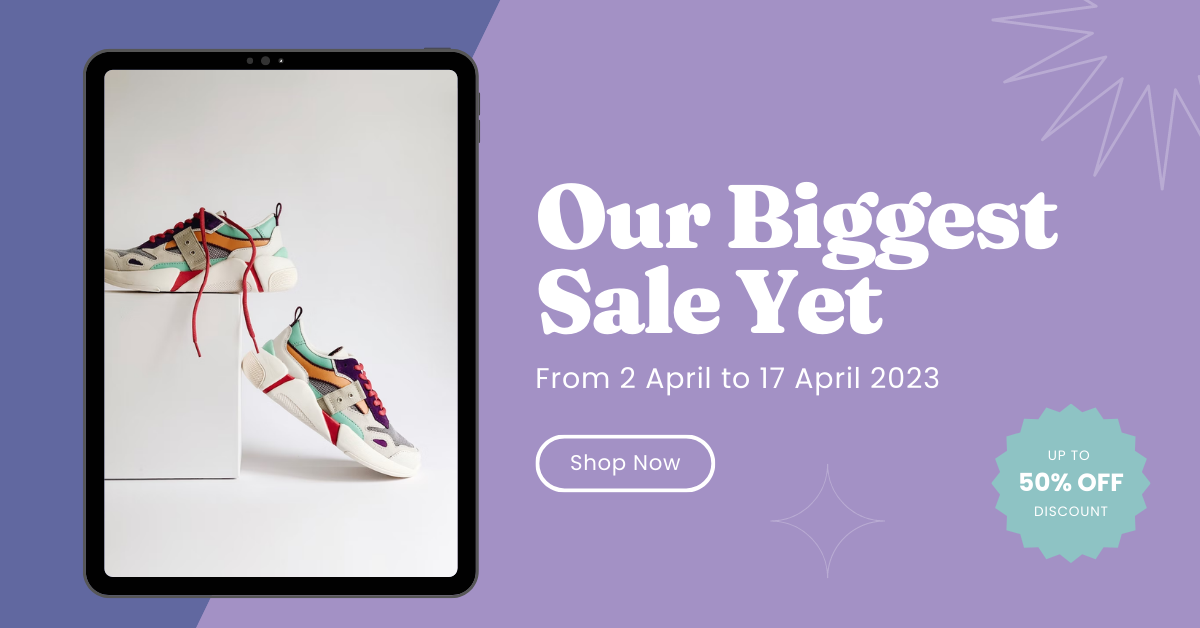 Our Biggest
Sale Yet
From 2 April to 17 April 2023
Shop Now
UP TO
50% OFF
DISCOUNT